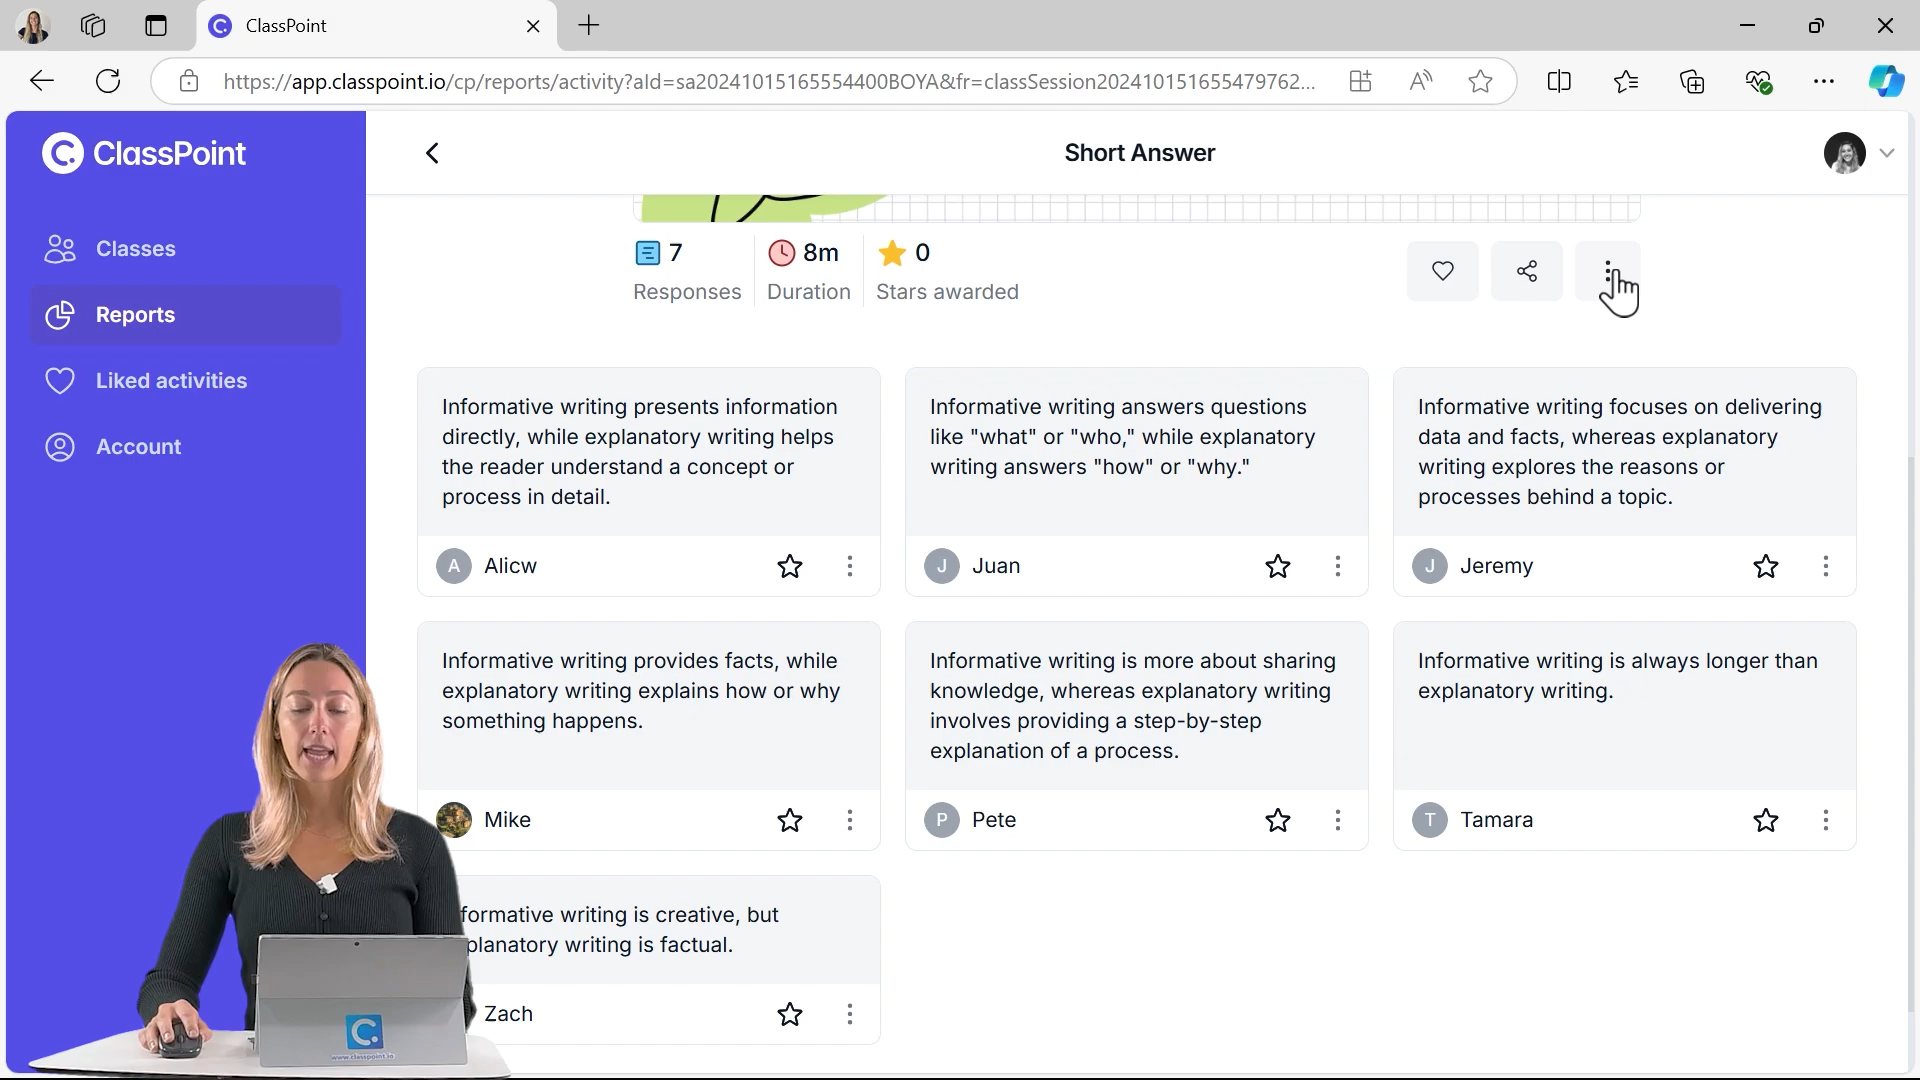 ClassPoint
https://app.classpoint.io/cp/reports/activity?aId=sa20241015165554400BOYA&fr=classSession202410151655479762...
ClassPoint
Short Answer
Classes
Reports
Liked activities
Account
7
Responses
8m
Duration
0
Stars awarded
Informative writing presents information
directly, while explanatory writing helps
the reader understand a concept or
process in detail.
A Alicw
Informative writing answers questions
like "what" or "who," while explanatory
writing answers "how" or "why."
J Juan
Informative writing focuses on delivering
data and facts, whereas explanatory
writing explores the reasons or
processes behind a topic.
J Jeremy
Informative writing provides facts, while
explanatory writing explains how or why
something happens.
Mike
Informative writing is more about sharing
knowledge, whereas explanatory writing
involves providing a step-by-step
explanation of a process.
P Pete
Informative writing is always longer than
explanatory writing.
T Tamara
formative writing is creative, but
planatory writing is factual.
Zach
www.classpoint.io